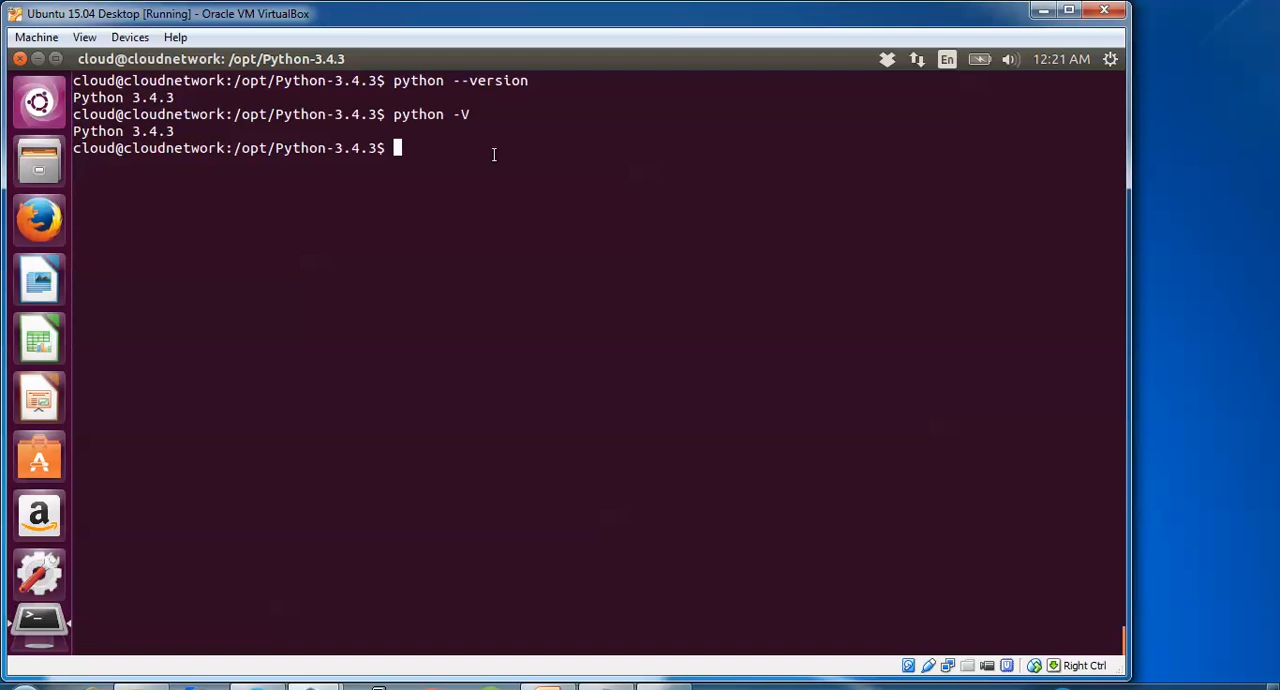 Ubuntu 15.04 Desktop [Running] - Oracle VM VirtualBox
Machine View Devices Help
cloud@cloudnetwork: /opt/Python-3.4.3
En
12:21 AM
cloud@cloudnetwork:/opt/Python-3.4.3$ python --version
Python 3.4.3
cloud@cloudnetwork:/opt/Python-3.4.3$ python -V
Python 3.4.3
cloud@cloudnetwork:/opt/Python-3.4.3$
Right Ctrl